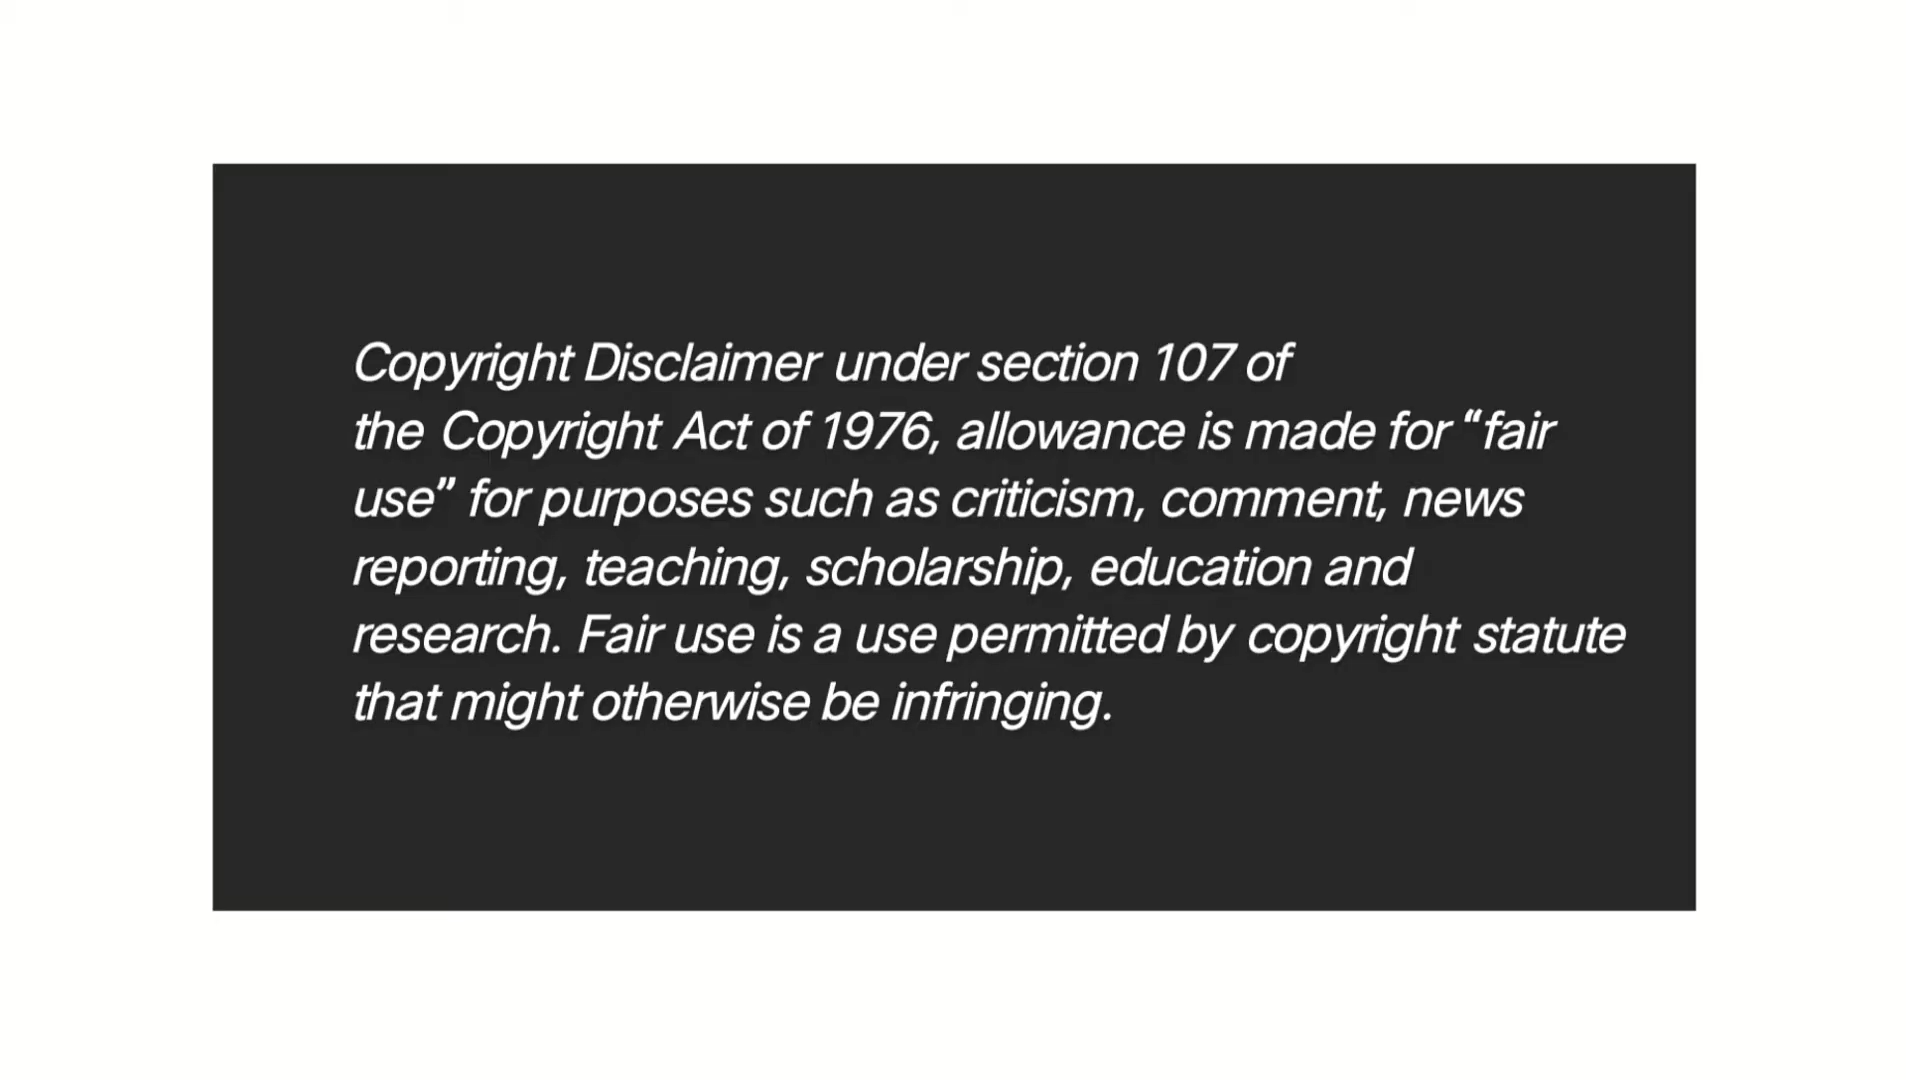 Copyright Disclaimer under section 107 of
the Copyright Act of 1976, allowance is made for “fair
use” for purposes such as criticism, comment, news
reporting, teaching, scholarship, education and
research. Fair use is a use permitted by copyright statute
that might otherwise be infringing.